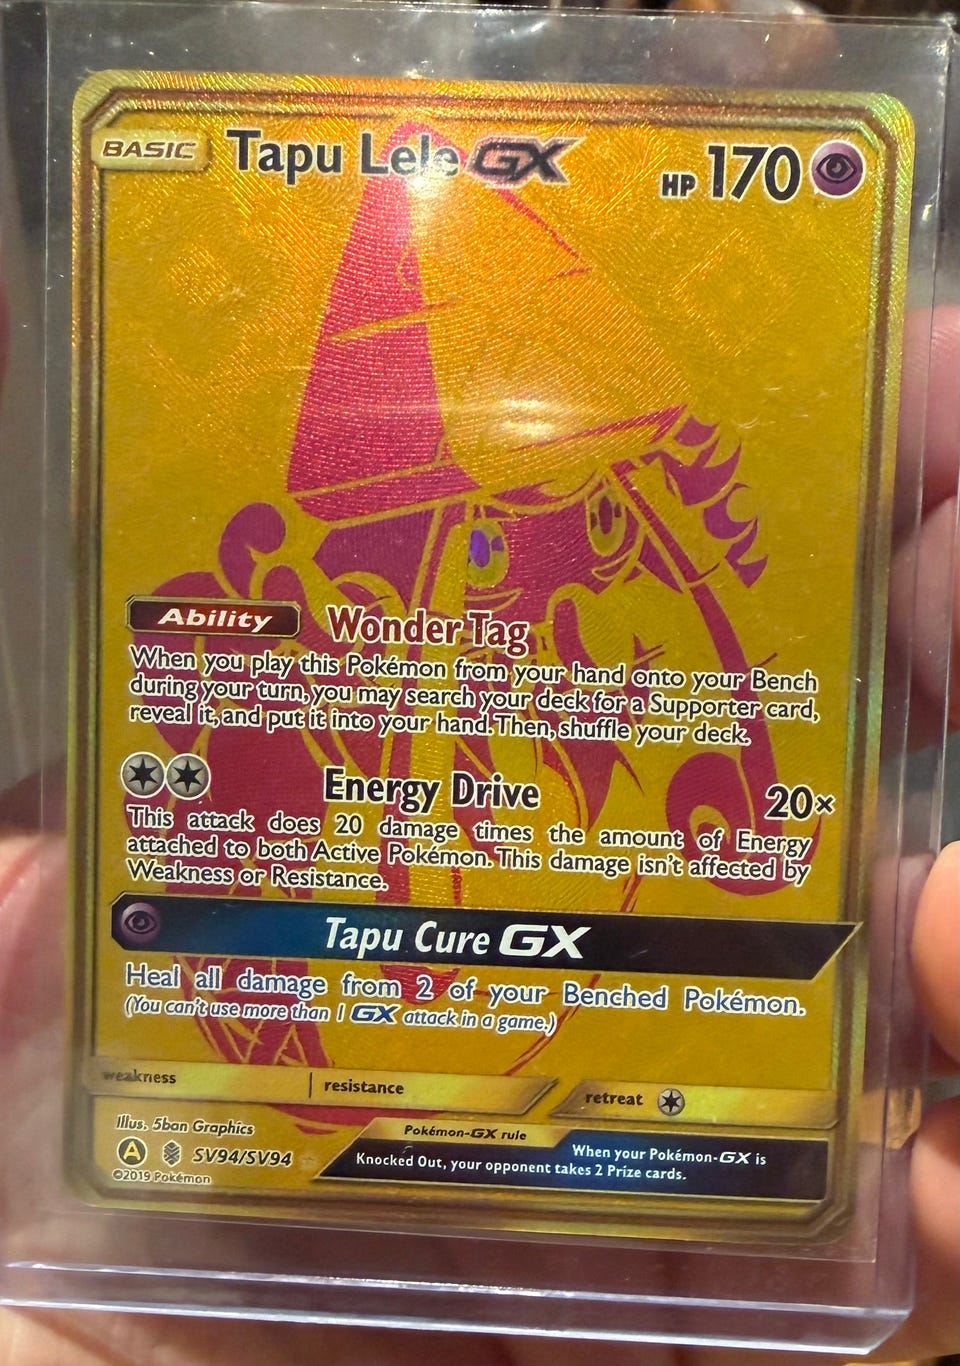 BASIC Tapu Lele GX HP 170
Ability Wonder Tag
When you play this Pokémon from your hand onto your Bench
during your turn, you may search your deck for a Supporter card,
reveal it, and put it into your hand. Then, shuffle your deck.
Energy Drive 20×
This attack does 20 damage times the amount of Energy
attached to both Active Pokémon. This damage isn't affected by
Weakness or Resistance.
Tapu Cure GX
Heal all damage from 2 of your Benched Pokémon.
(You can't use more than 1 GX attack in a game.)
weakness resistance retreat
Illus. 5ban Graphics
A SV94/SV94
©2019 Pokémon
Pokémon-GX rule
When your Pokémon-GX is
Knocked Out, your opponent takes 2 Prize cards.